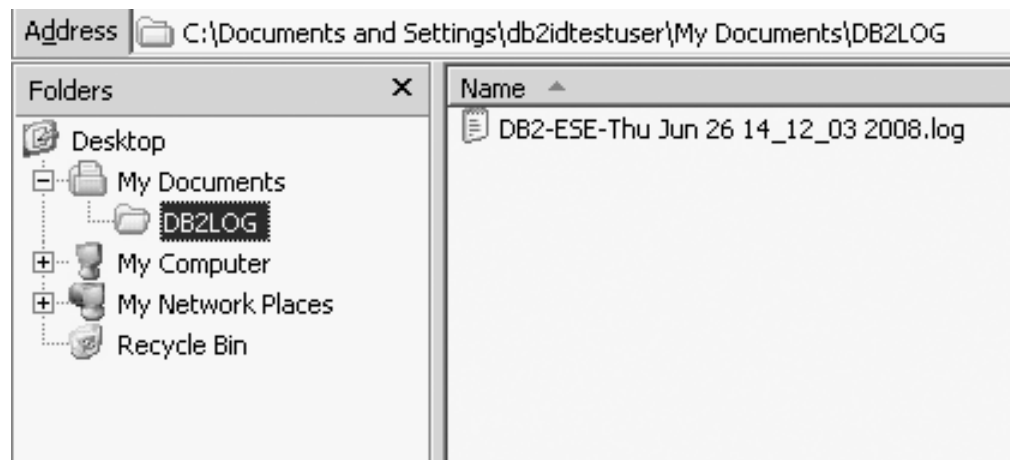 Address C:\Documents and Settings\db2idtestuser\My Documents\DB2LOG
Folders
Desktop
My Documents
DB2LOG
My Computer
My Network Places
Recycle Bin
Name
DB2-ESE-Thu Jun 26 14_12_03 2008.log